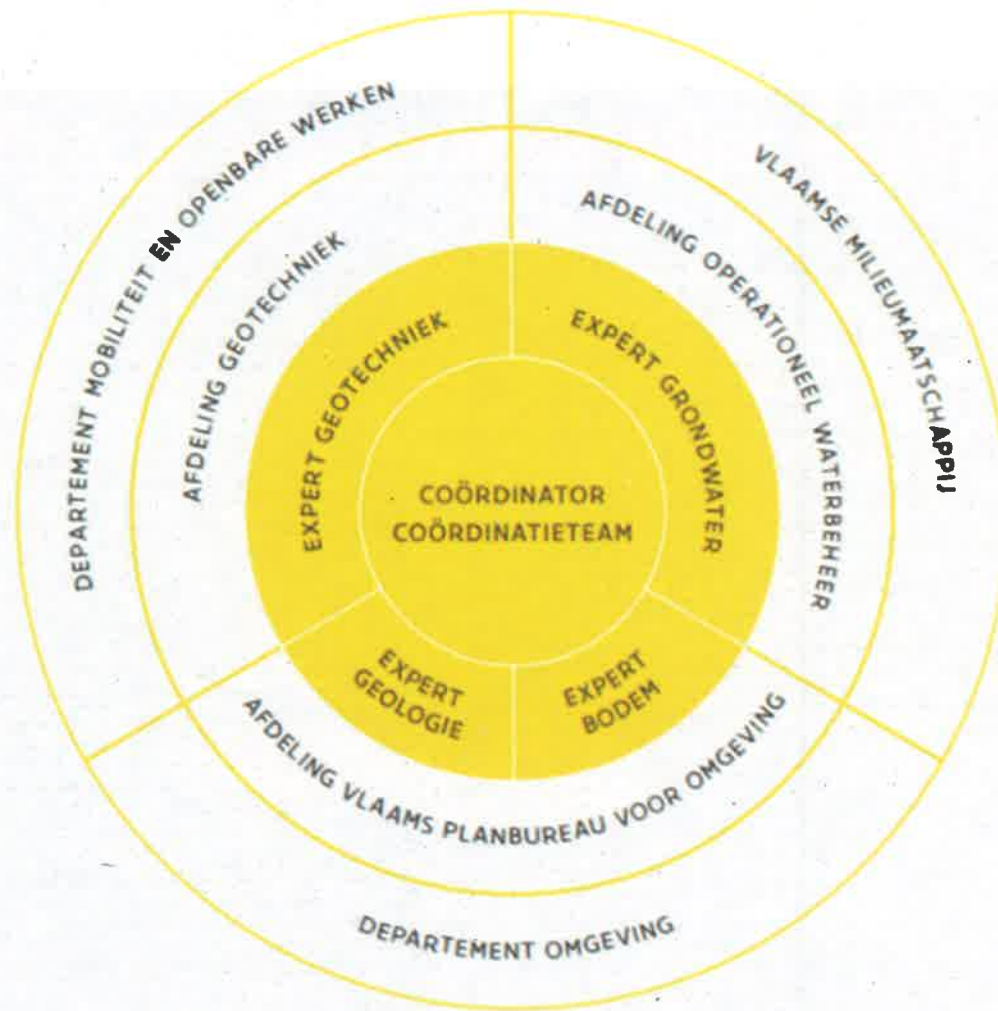 DEPARTEMENT MOBILITEIT EN OPENBARE WERKEN
VLAAMSE MILIEUMAATSCHAPPIJ
AFDELING GEOTECHNIEK
AFDELING OPERATIONEEL WATERBEHEER
EXPERT GEOTECHNIEK
EXPERT GRONDWATER
COÖRDINATOR
COÖRDINATIETEAM
EXPERT
GEOLOGIE
EXPERT
BODEM
AFDELING VLAAMS PLANBUREAU VOOR OMGEVING
DEPARTEMENT OMGEVING